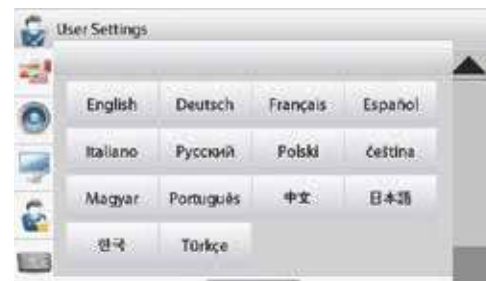 User Settings
English Deutsch Français Español
Italiano Русский Polski čeština
Magyar Português 中文 日本語
한국 Türkçe